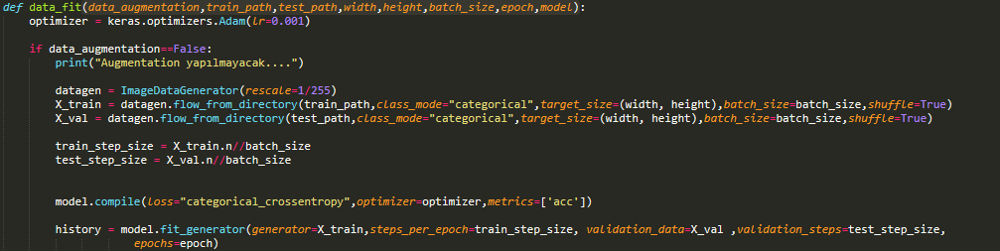 def data_fit(data_augmentation,train_path,test_path,width,height,batch_size,epoch,model):
optimizer = keras.optimizers.Adam(lr=0.001)
if data_augmentation==False:
print("Augmentation yapılmayacak....")
datagen = ImageDataGenerator(rescale=1/255)
X_train = datagen.flow_from_directory(train_path,class_mode="categorical",target_size=(width, height),batch_size=batch_size,shuffle=True)
X_val = datagen.flow_from_directory(test_path,class_mode="categorical",target_size=(width, height),batch_size=batch_size,shuffle=True)
train_step_size = X_train.n//batch_size
test_step_size = X_val.n//batch_size
model.compile(loss="categorical_crossentropy",optimizer=optimizer,metrics=['acc'])
history = model.fit_generator(generator=X_train,steps_per_epoch=train_step_size, validation_data=X_val ,validation_steps=test_step_size,
epochs=epoch)